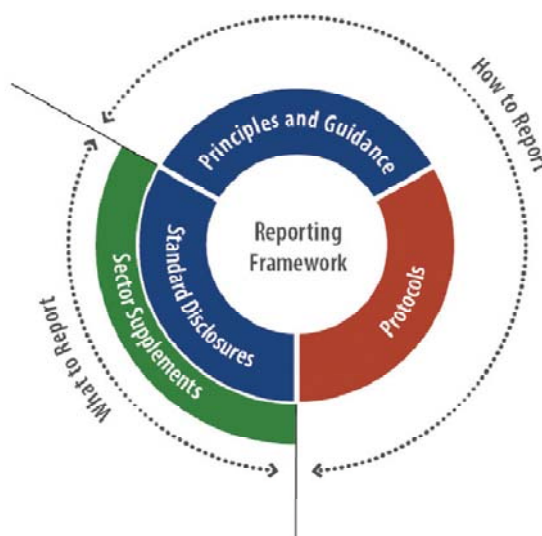 How to Report
Principles and Guidance
Reporting
Framework
Standard Disclosures
Sector Supplements
Protocols
What to Report